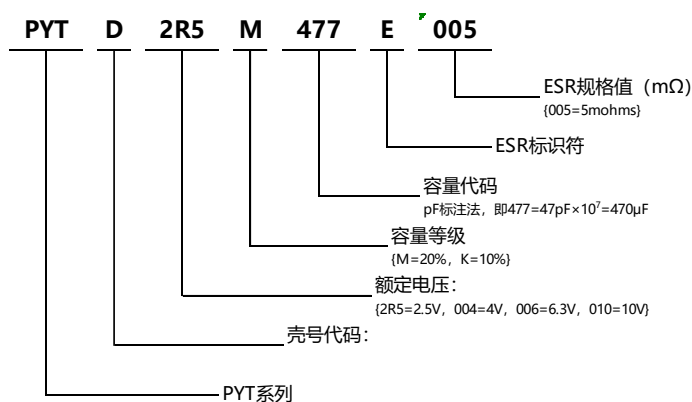 PYT D 2R5 M 477 E 005
ESR规格值（mΩ）
{005=5mohms}
ESR标识符
容量代码
pF标注法，即477=47pF×10⁷=470μF
容量等级
{M=20%，K=10%}
额定电压：
{2R5=2.5V，004=4V，006=6.3V，010=10V}
壳号代码：
PYT系列